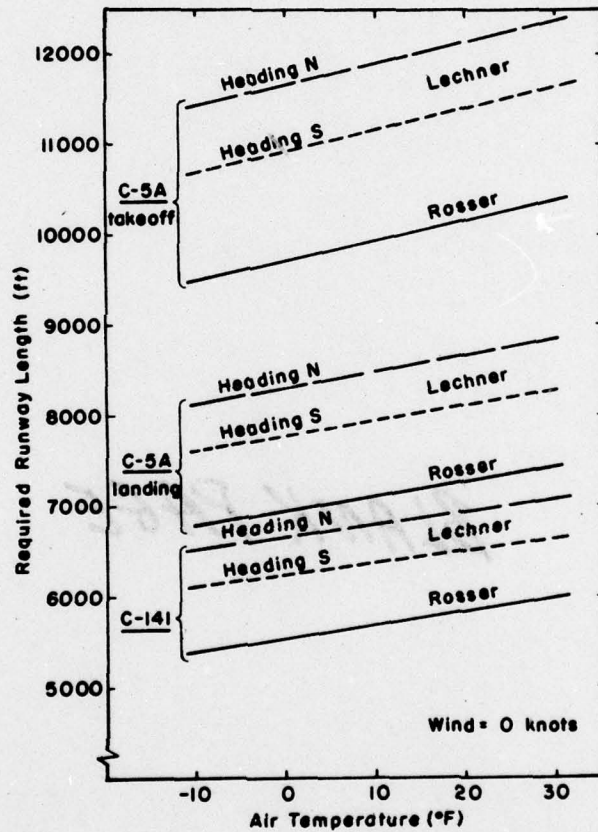 Required Runway Length (ft)
12000
11000
10000
9000
8000
7000
6000
5000
C-5A
takeoff
Heading N
Lechner
Heading S
Rosser
C-5A
landing
Heading N
Lechner
Heading S
Rosser
C-141
Heading N
Lechner
Heading S
Rosser
Wind = 0 knots
-10 0 10 20 30
Air Temperature (°F)